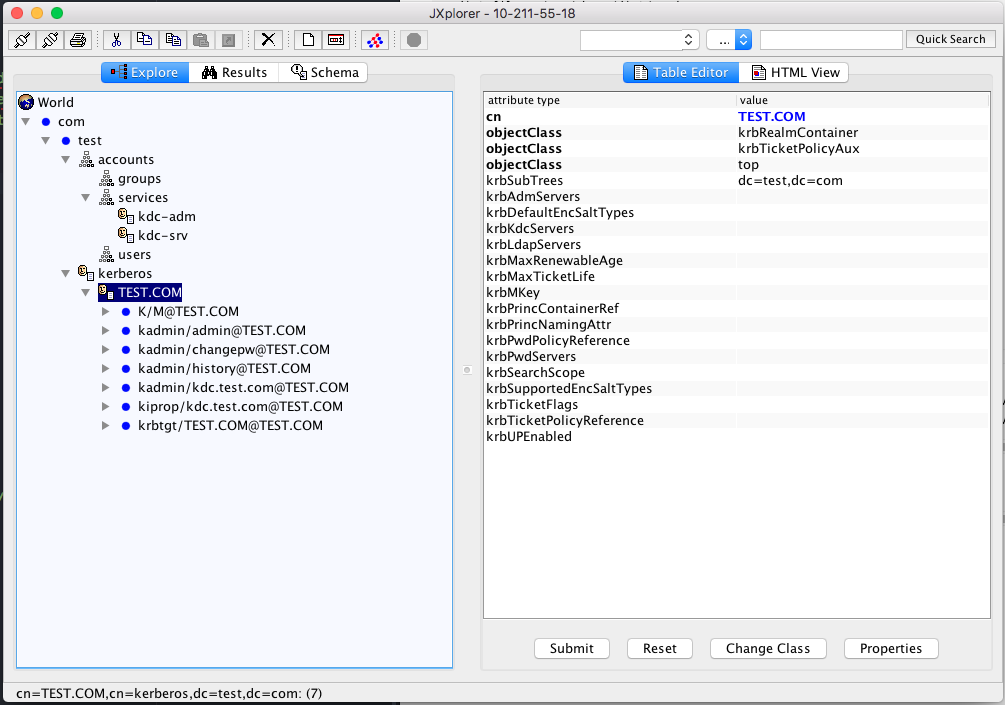 JXplorer - 10-211-55-18
... Quick Search
Explore Results Schema
Table Editor HTML View
World
com
test
accounts
groups
services
kdc-adm
kdc-srv
users
kerberos
TEST.COM
K/M@TEST.COM
kadmin/admin@TEST.COM
kadmin/changepw@TEST.COM
kadmin/history@TEST.COM
kadmin/kdc.test.com@TEST.COM
kiprop/kdc.test.com@TEST.COM
krbtgt/TEST.COM@TEST.COM
attribute type value
cn TEST.COM
objectClass krbRealmContainer
objectClass krbTicketPolicyAux
objectClass top
krbSubTrees dc=test,dc=com
krbAdmServers
krbDefaultEncSaltTypes
krbKdcServers
krbLdapServers
krbMaxRenewableAge
krbMaxTicketLife
krbMKey
krbPrincContainerRef
krbPrincNamingAttr
krbPwdPolicyReference
krbPwdServers
krbSearchScope
krbSupportedEncSaltTypes
krbTicketFlags
krbTicketPolicyReference
krbUPEnabled
Submit Reset Change Class Properties
cn=TEST.COM,cn=kerberos,dc=test,dc=com: (7)